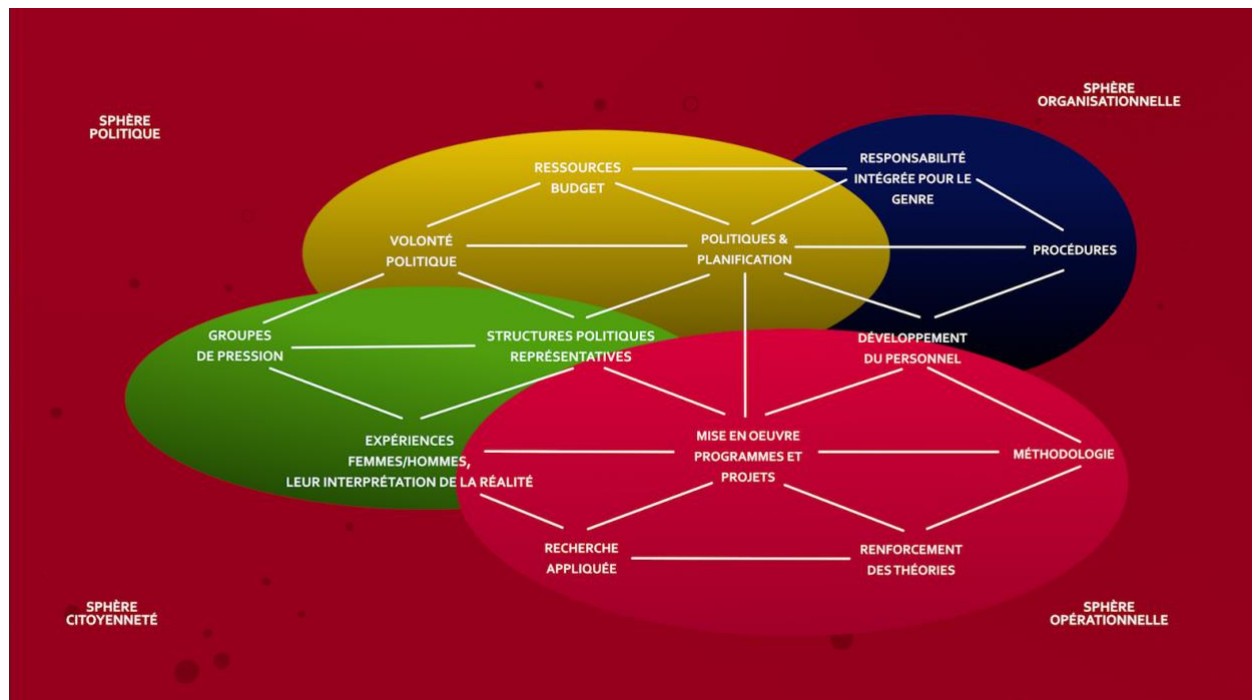 SPHÈRE
POLITIQUE
SPHÈRE
ORGANISATIONNELLE
RESSOURCES
BUDGET
RESPONSABILITÉ
INTÉGRÉE POUR LE
GENRE
VOLONTÉ
POLITIQUE
POLITIQUES &
PLANIFICATION
PROCÉDURES
GROUPES
DE PRESSION
STRUCTURES POLITIQUES
REPRÉSENTATIVES
DÉVELOPPEMENT
DU PERSONNEL
EXPÉRIENCES
FEMMES/HOMMES,
LEUR INTERPRÉTATION DE LA RÉALITÉ
MISE EN OEUVRE
PROGRAMMES ET
PROJETS
MÉTHODOLOGIE
RECHERCHE
APPLIQUÉE
RENFORCEMENT
DES THÉORIES
SPHÈRE
CITOYENNETÉ
SPHÈRE
OPÉRATIONNELLE